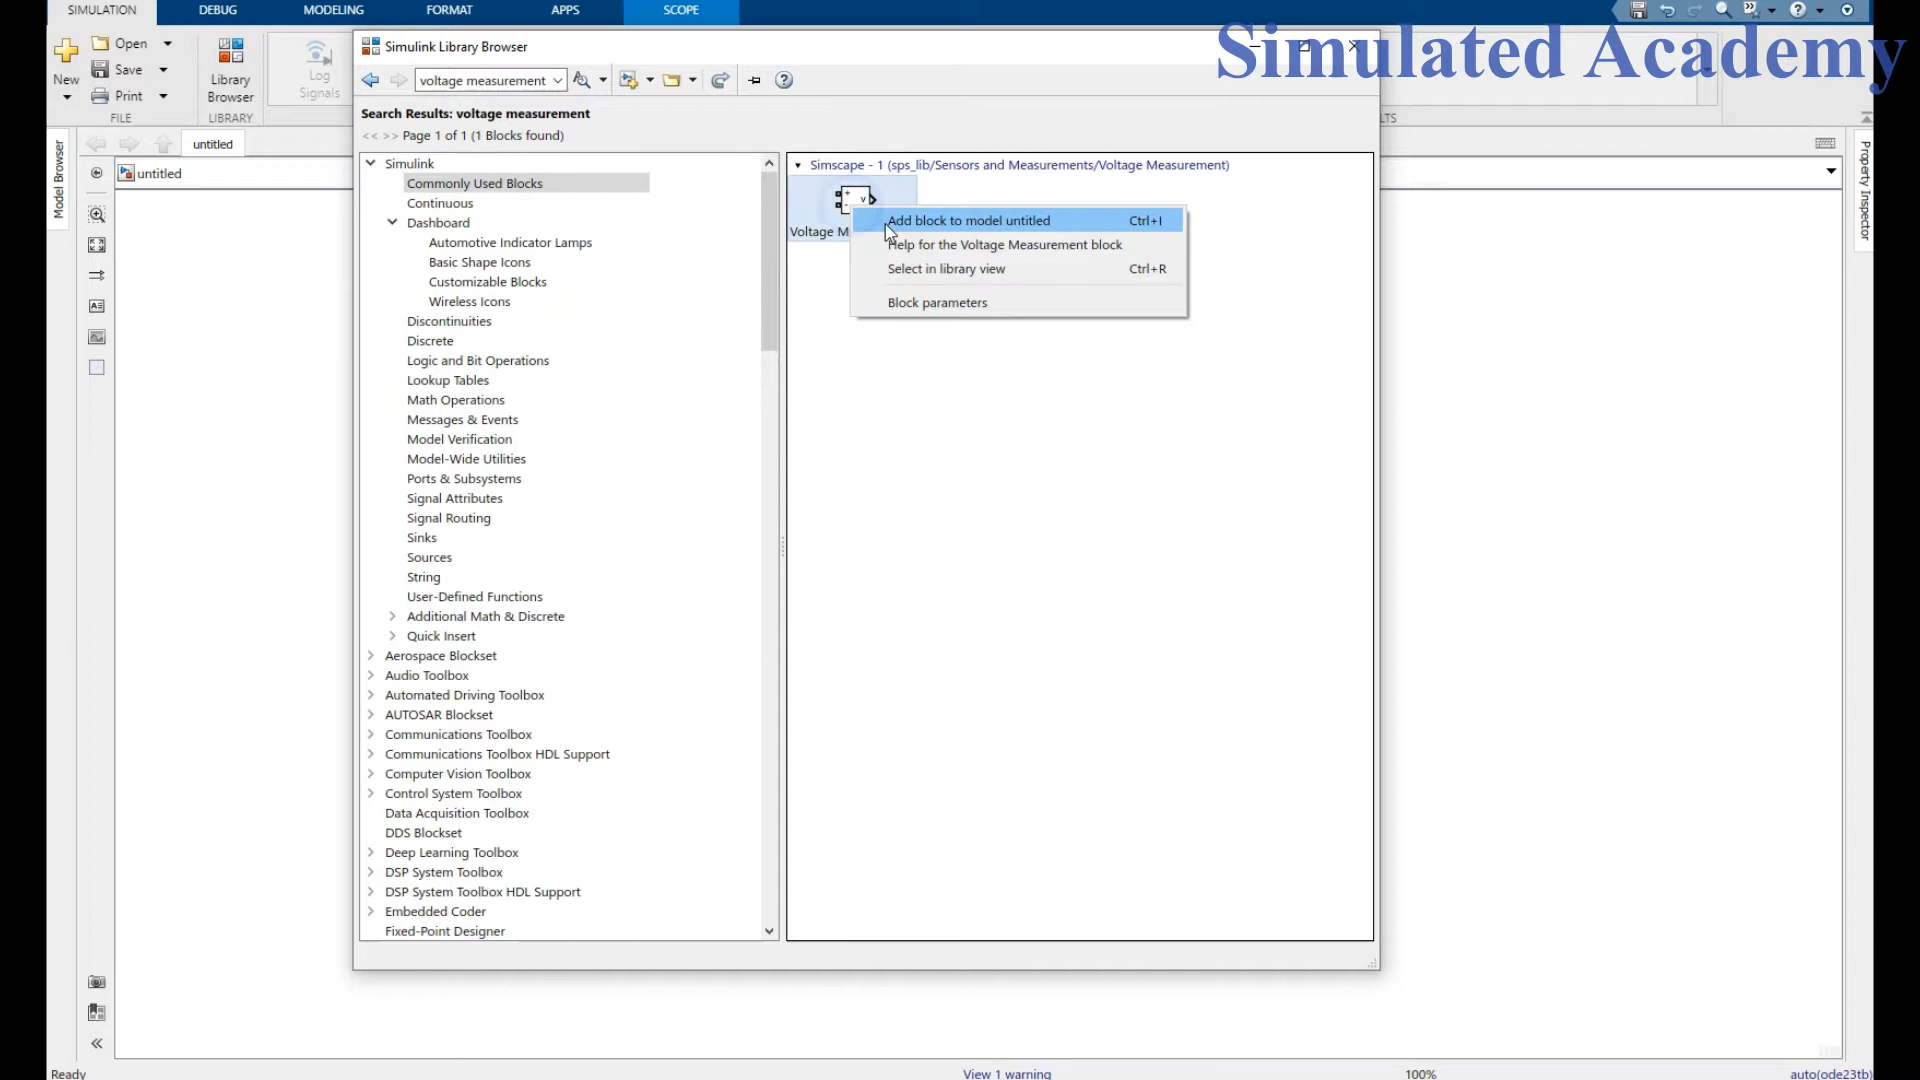 SIMULATION DEBUG MODELING FORMAT APPS SCOPE
Simulated Academy
New
Open
Save
Print
FILE
Library
Browser
LIBRARY
Log
Signals
LTS
Simulink Library Browser
voltage measurement
Search Results: voltage measurement
<< >> Page 1 of 1 (1 Blocks found)
Model Browser
untitled
untitled
Property Inspector
Simulink
Commonly Used Blocks
Continuous
Dashboard
Automotive Indicator Lamps
Basic Shape Icons
Customizable Blocks
Wireless Icons
Discontinuities
Discrete
Logic and Bit Operations
Lookup Tables
Math Operations
Messages & Events
Model Verification
Model-Wide Utilities
Ports & Subsystems
Signal Attributes
Signal Routing
Sinks
Sources
String
User-Defined Functions
Additional Math & Discrete
Quick Insert
Aerospace Blockset
Audio Toolbox
Automated Driving Toolbox
AUTOSAR Blockset
Communications Toolbox
Communications Toolbox HDL Support
Computer Vision Toolbox
Control System Toolbox
Data Acquisition Toolbox
DDS Blockset
Deep Learning Toolbox
DSP System Toolbox
DSP System Toolbox HDL Support
Embedded Coder
Fixed-Point Designer
Simscape - 1 (sps_lib/Sensors and Measurements/Voltage Measurement)
+ v
-
Voltage M
Add block to model untitled Ctrl+I
Help for the Voltage Measurement block
Select in library view Ctrl+R
Block parameters
Ready View 1 warning 100% auto(ode23tb)